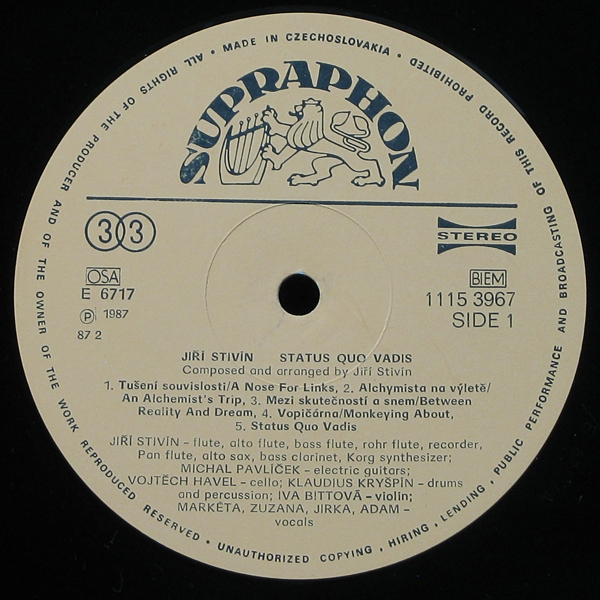 • MADE IN CZECHOSLOVAKIA •
ALL RIGHTS OF THE PRODUCER AND OF THE OWNER OF THE WORK REPRODUCED RESERVED • UNAUTHORIZED COPYING, HIRING, LENDING, PUBLIC PERFORMANCE AND BROADCASTING OF THIS RECORD PROHIBITED
SUPRAPHON
33
STEREO
OSA
E 6717
Ⓟ 1987
87 2
BIEM
1115 3967
SIDE 1
JIŘÍ STIVÍN STATUS QUO VADIS
Composed and arranged by Jiří Stivín
1. Tušení souvislostí/A Nose For Links, 2. Alchymista na výletě/
An Alchemist's Trip, 3. Mezi skutečností a snem/Between
Reality And Dream, 4. Vopičárna/Monkeying About,
5. Status Quo Vadis
JIŘÍ STIVÍN – flute, alto flute, bass flute, rohr flute, recorder,
Pan flute, alto sax, bass clarinet, Korg synthesizer;
MICHAL PAVLÍČEK – electric guitars;
VOJTĚCH HAVEL – cello; KLAUDIUS KRYŠPÍN – drums
and percussion; IVA BITTOVÁ – violin;
MARKÉTA, ZUZANA, JIRKA, ADAM –
vocals